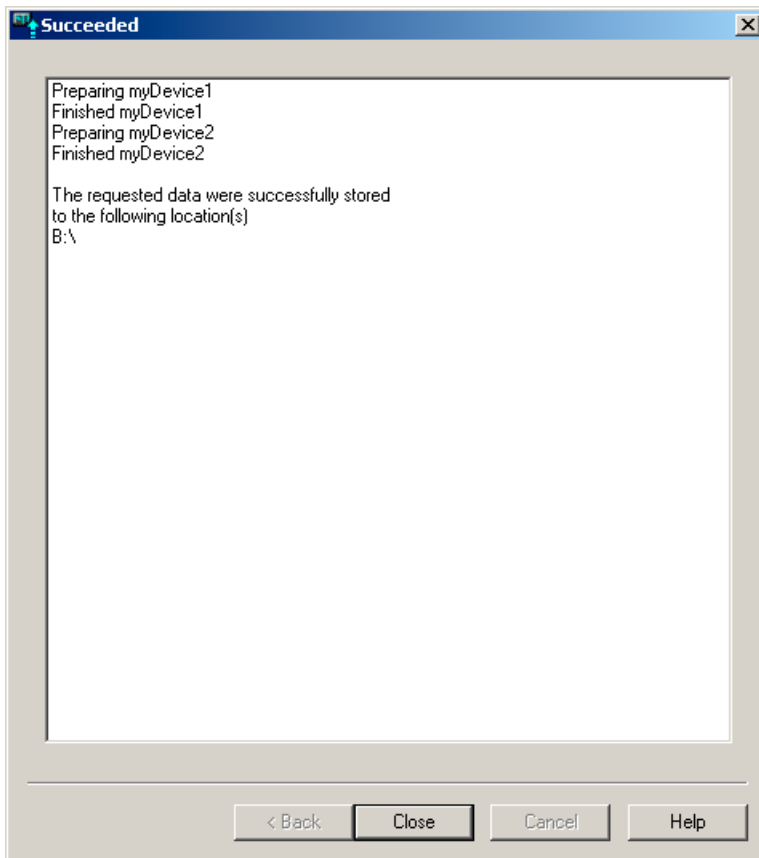 Succeeded
Preparing myDevice1
Finished myDevice1
Preparing myDevice2
Finished myDevice2
The requested data were successfully stored
to the following location(s)
B:\
< Back Close Cancel Help